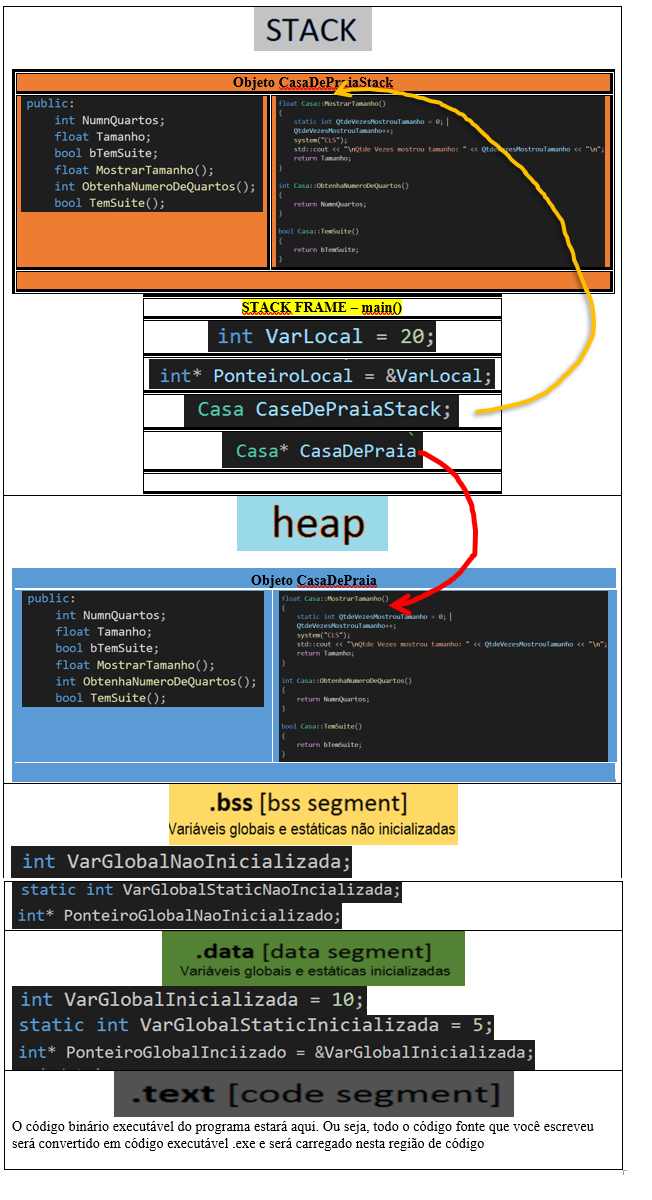 STACK
Objeto CasaDePraiaStack
public:
int NumnQuartos;
float Tamanho;
bool bTemSuite;
float MostrarTamanho();
int ObtenhaNumeroDeQuartos();
bool TemSuite();
float Casa::MostrarTamanho()
{
static int QtdeVezesMostrouTamanho = 0;
QtdeVezesMostrouTamanho++;
system("CLS");
std::cout << "\nQtde Vezes mostrou tamanho: " << QtdeVezesMostrouTamanho << "\n";
return Tamanho;
}
int Casa::ObtenhaNumeroDeQuartos()
{
return NumnQuartos;
}
bool Casa::TemSuite()
{
return bTemSuite;
}
STACK FRAME – main()
int VarLocal = 20;
int* PonteiroLocal = &VarLocal;
Casa CaseDePraiaStack;
Casa* CasaDePraia
heap
Objeto CasaDePraia
public:
int NumnQuartos;
float Tamanho;
bool bTemSuite;
float MostrarTamanho();
int ObtenhaNumeroDeQuartos();
bool TemSuite();
float Casa::MostrarTamanho()
{
static int QtdeVezesMostrouTamanho = 0;
QtdeVezesMostrouTamanho++;
system("CLS");
std::cout << "\nQtde Vezes mostrou tamanho: " << QtdeVezesMostrouTamanho << "\n";
return Tamanho;
}
int Casa::ObtenhaNumeroDeQuartos()
{
return NumnQuartos;
}
bool Casa::TemSuite()
{
return bTemSuite;
}
.bss [bss segment]
Variáveis globais e estáticas não inicializadas
int VarGlobalNaoInicializada;
static int VarGlobalStaticNaoIncializada;
int* PonteiroGlobalNaoInicializado;
.data [data segment]
Variáveis globais e estáticas inicializadas
int VarGlobalInicializada = 10;
static int VarGlobalStaticInicializada = 5;
int* PonteiroGlobalInciizado = &VarGlobalInicializada;
.text [code segment]
O código binário executável do programa estará aqui. Ou seja, todo o código fonte que você escreveu
será convertido em código executável .exe e será carregado nesta região de código